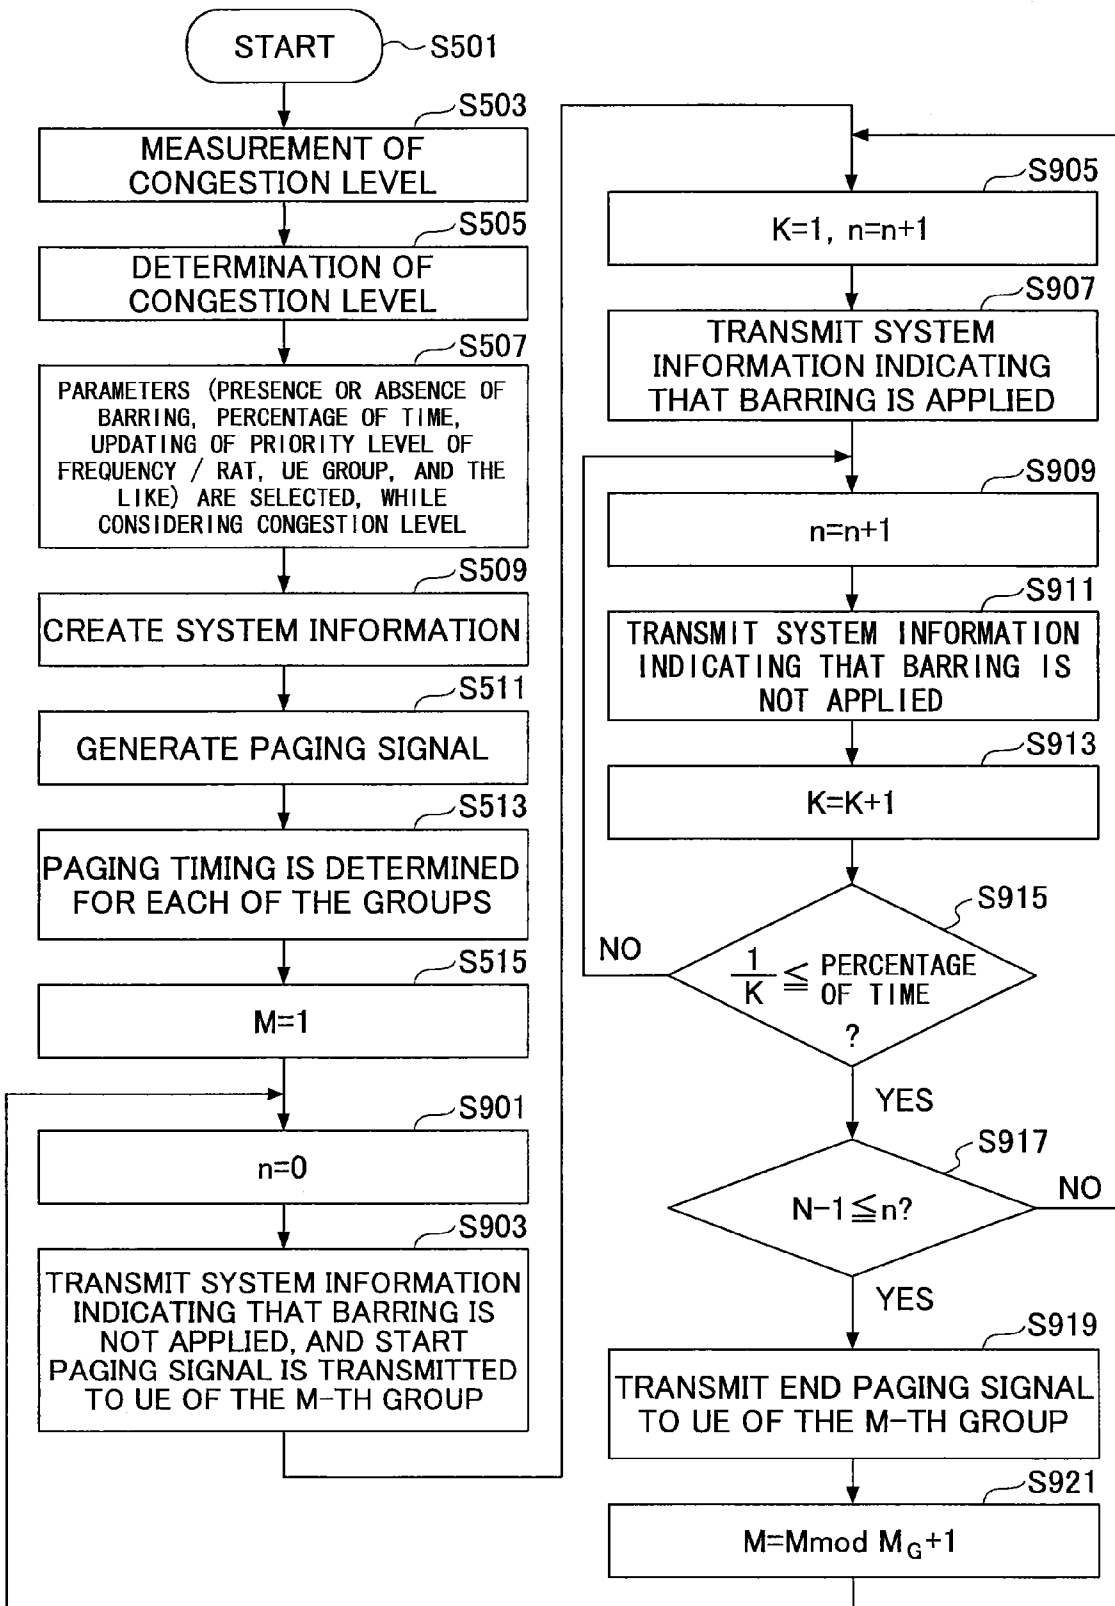 START
S501
S503
MEASUREMENT OF
CONGESTION LEVEL
S505
DETERMINATION OF
CONGESTION LEVEL
S507
PARAMETERS (PRESENCE OR ABSENCE OF
BARRING, PERCENTAGE OF TIME,
UPDATING OF PRIORITY LEVEL OF
FREQUENCY / RAT, UE GROUP, AND THE
LIKE) ARE SELECTED, WHILE
CONSIDERING CONGESTION LEVEL
S509
CREATE SYSTEM INFORMATION
S511
GENERATE PAGING SIGNAL
S513
PAGING TIMING IS DETERMINED
FOR EACH OF THE GROUPS
S515
M=1
S901
n=0
S903
TRANSMIT SYSTEM INFORMATION
INDICATING THAT BARRING IS
NOT APPLIED, AND START
PAGING SIGNAL IS TRANSMITTED
TO UE OF THE M-TH GROUP
S905
K=1, n=n+1
S907
TRANSMIT SYSTEM
INFORMATION INDICATING
THAT BARRING IS APPLIED
S909
n=n+1
S911
TRANSMIT SYSTEM INFORMATION
INDICATING THAT BARRING IS
NOT APPLIED
S913
K=K+1
S915
NO
1/K ≦ PERCENTAGE
OF TIME
?
YES
S917
N-1≦n?
NO
YES
S919
TRANSMIT END PAGING SIGNAL
TO UE OF THE M-TH GROUP
S921
M=Mmod M_G+1